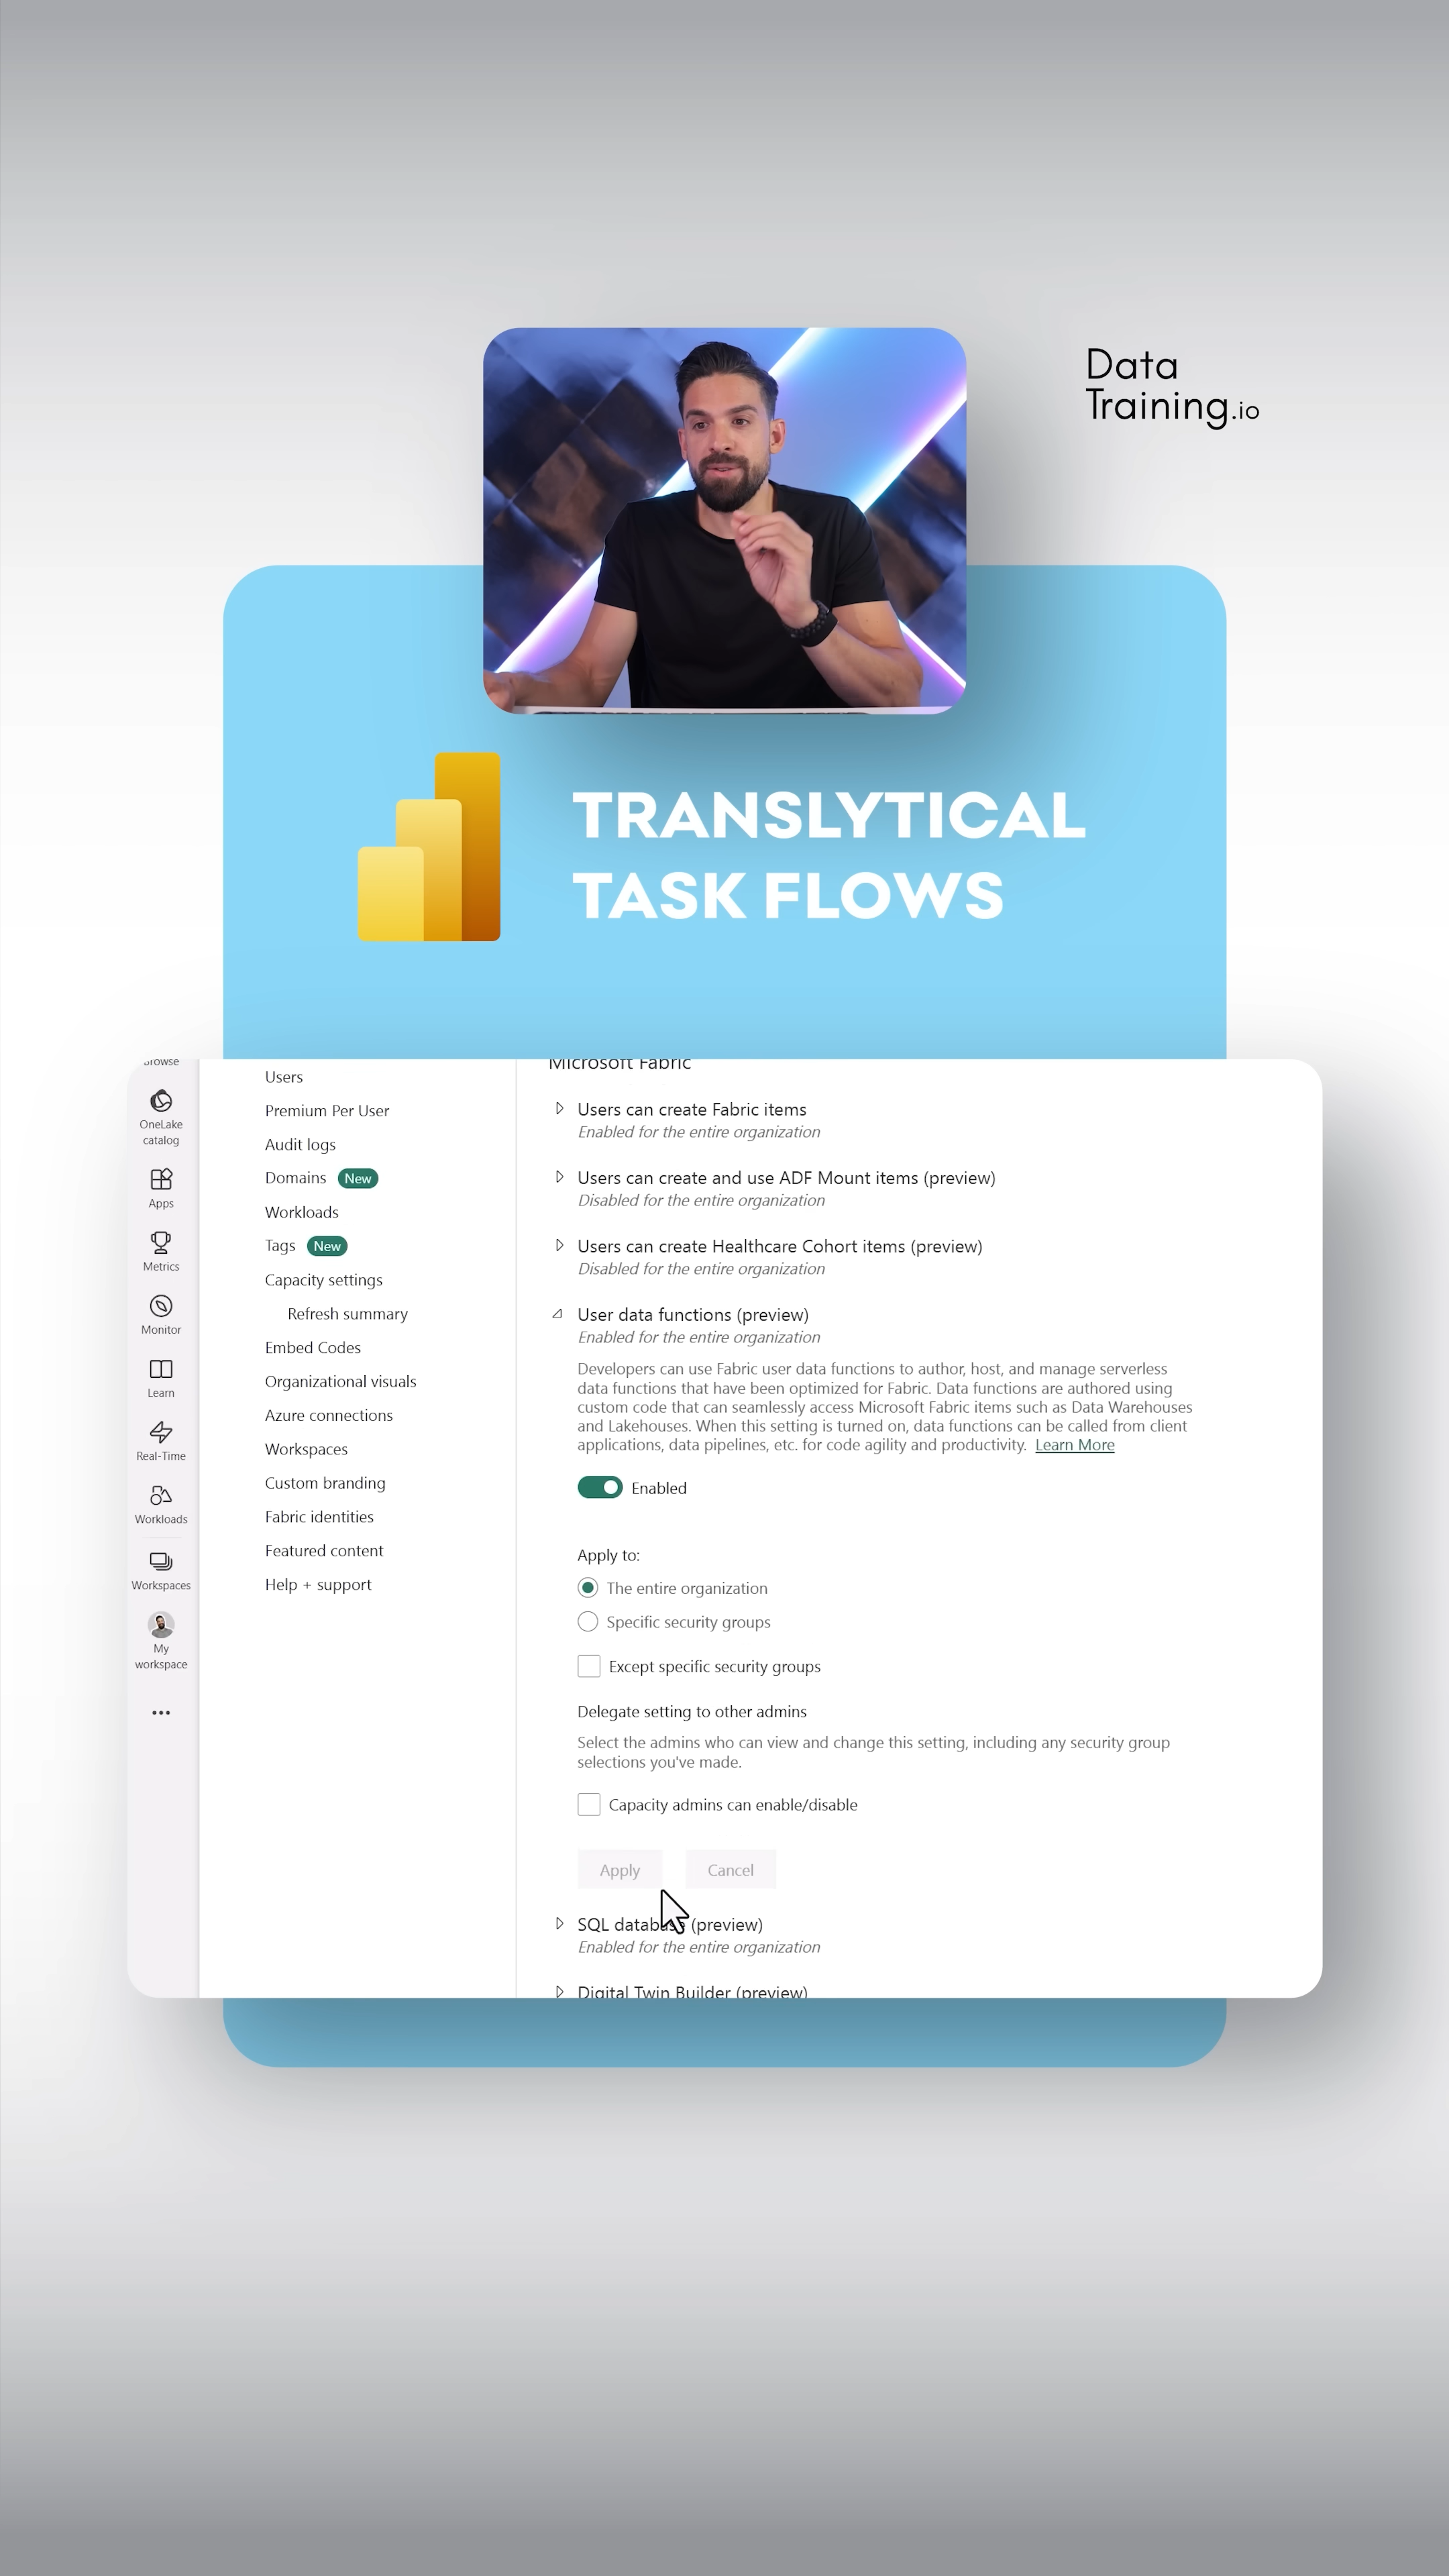 Data
Training.io
TRANSLYTICAL
TASK FLOWS
Browse
OneLake
catalog
Apps
Metrics
Monitor
Learn
Real-Time
Workloads
Workspaces
My
workspace
Users
Premium Per User
Audit logs
Domains New
Workloads
Tags New
Capacity settings
Refresh summary
Embed Codes
Organizational visuals
Azure connections
Workspaces
Custom branding
Fabric identities
Featured content
Help + support
Microsoft Fabric
Users can create Fabric items
Enabled for the entire organization
Users can create and use ADF Mount items (preview)
Disabled for the entire organization
Users can create Healthcare Cohort items (preview)
Disabled for the entire organization
User data functions (preview)
Enabled for the entire organization
Developers can use Fabric user data functions to author, host, and manage serverless
data functions that have been optimized for Fabric. Data functions are authored using
custom code that can seamlessly access Microsoft Fabric items such as Data Warehouses
and Lakehouses. When this setting is turned on, data functions can be called from client
applications, data pipelines, etc. for code agility and productivity. Learn More
Enabled
Apply to:
The entire organization
Specific security groups
Except specific security groups
Delegate setting to other admins
Select the admins who can view and change this setting, including any security group
selections you've made.
Capacity admins can enable/disable
Apply Cancel
SQL database (preview)
Enabled for the entire organization
Digital Twin Builder (preview)